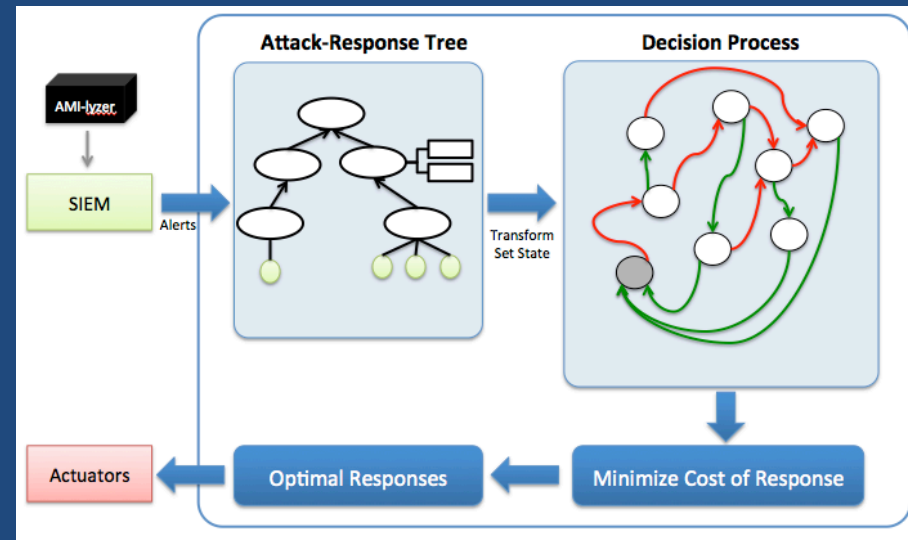 Attack-Response Tree
Decision Process
AMI-lyzer
SIEM
Alerts
Transform
Set State
Actuators
Optimal Responses
Minimize Cost of Response